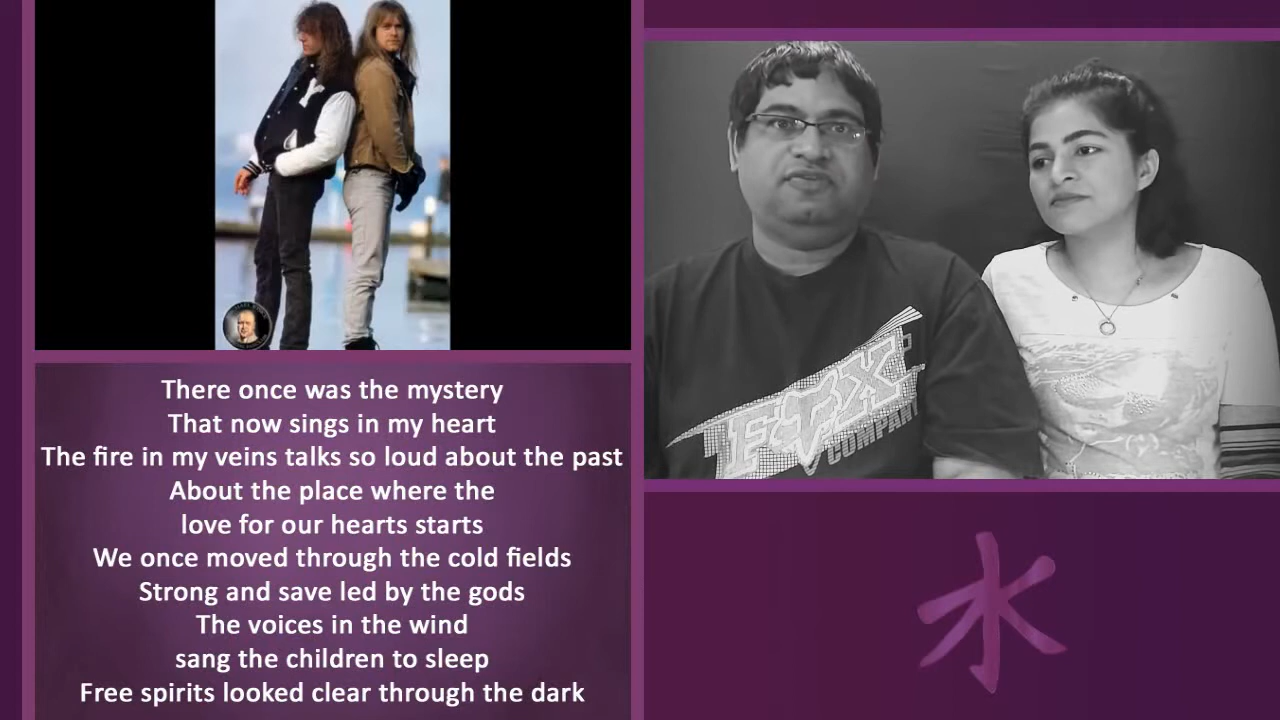 There once was the mystery
That now sings in my heart
The fire in my veins talks so loud about the past
About the place where the
love for our hearts starts
We once moved through the cold fields
Strong and save led by the gods
The voices in the wind
sang the children to sleep
Free spirits looked clear through the dark
FOX
COMPANY